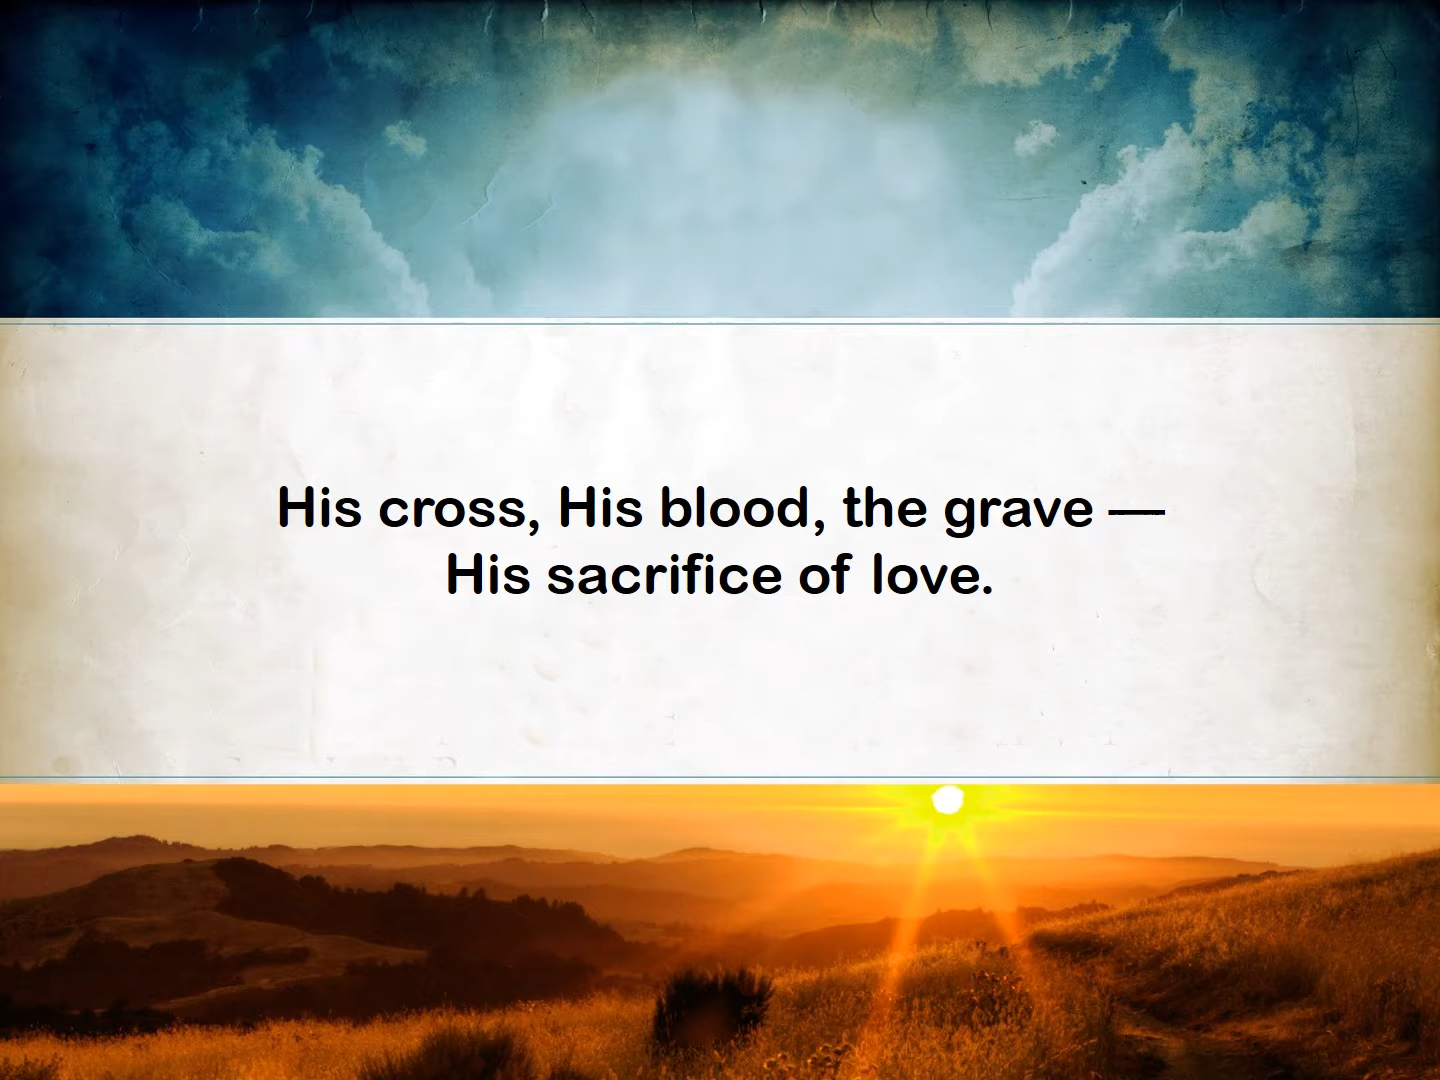 His cross, His blood, the grave —
His sacrifice of love.